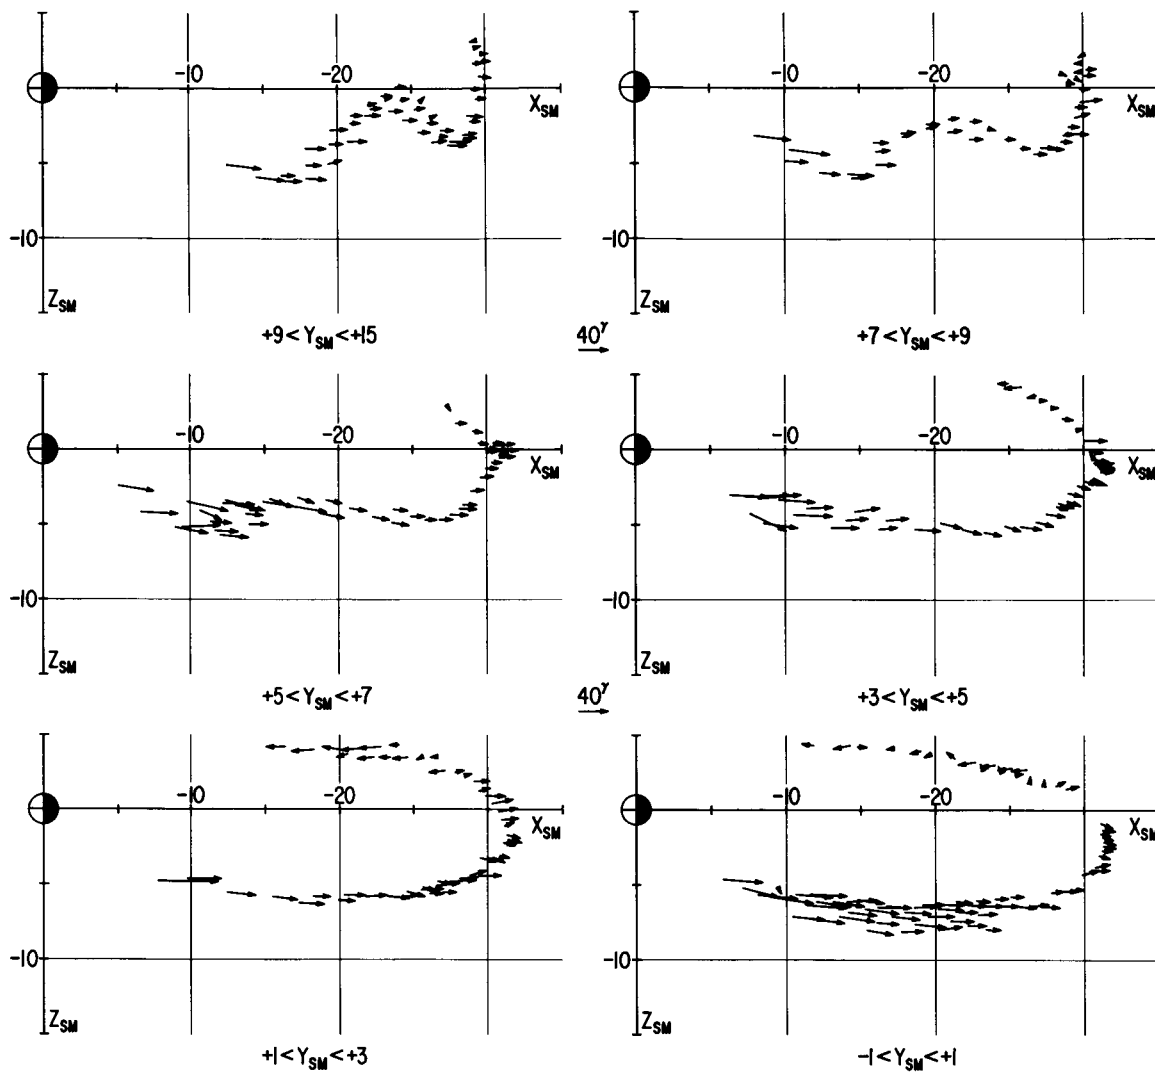 -10 -20
X_SM
-10
Z_SM
+9 < Y_SM < +15
-10 -20
X_SM
-10
Z_SM
+7 < Y_SM < +9
40^γ
-10 -20
X_SM
-10
Z_SM
+5 < Y_SM < +7
-10 -20
X_SM
-10
Z_SM
+3 < Y_SM < +5
40^γ
-10 -20
X_SM
-10
Z_SM
+1 < Y_SM < +3
-10 -20
X_SM
-10
Z_SM
-1 < Y_SM < +1